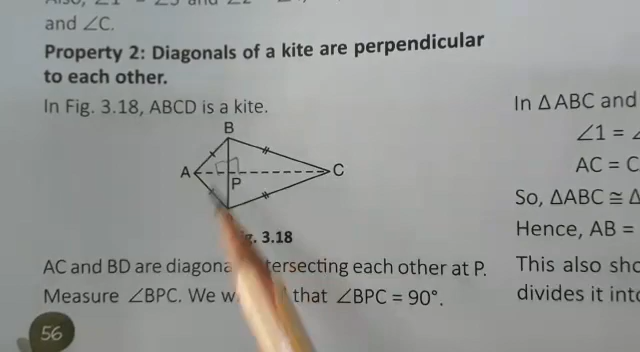 and ∠C.
Property 2: Diagonals of a kite are perpendicular
to each other.
In Fig. 3.18, ABCD is a kite.
B
A
C
P
3.18
AC and BD are diagona tersecting each other at P.
Measure ∠BPC. We w that ∠BPC = 90°.
56
In ΔABC and
∠1 =
AC = C
So, ΔABC ≅
Hence, AB =
This also sho
divides it into